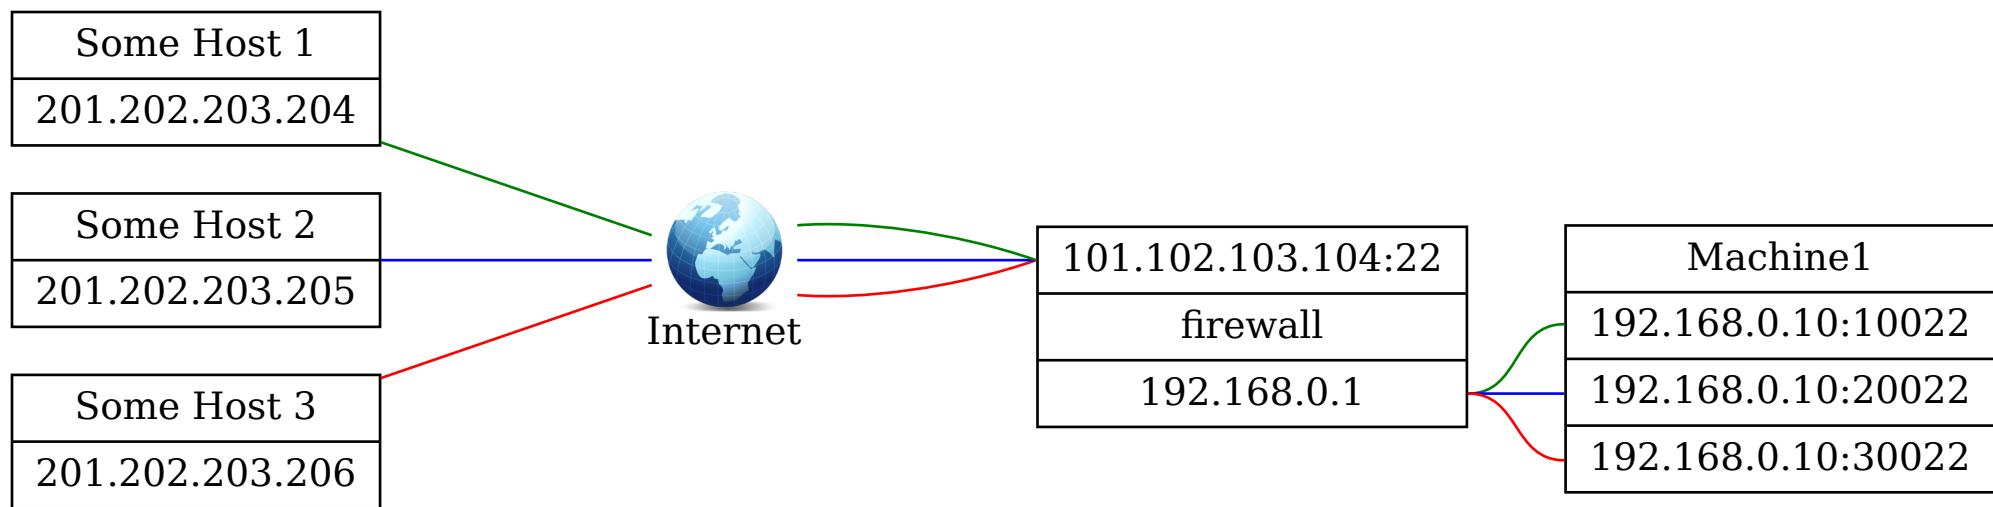 Some Host 1
201.202.203.204
Some Host 2
201.202.203.205
Some Host 3
201.202.203.206
Internet
101.102.103.104:22
firewall
192.168.0.1
Machine1
192.168.0.10:10022
192.168.0.10:20022
192.168.0.10:30022